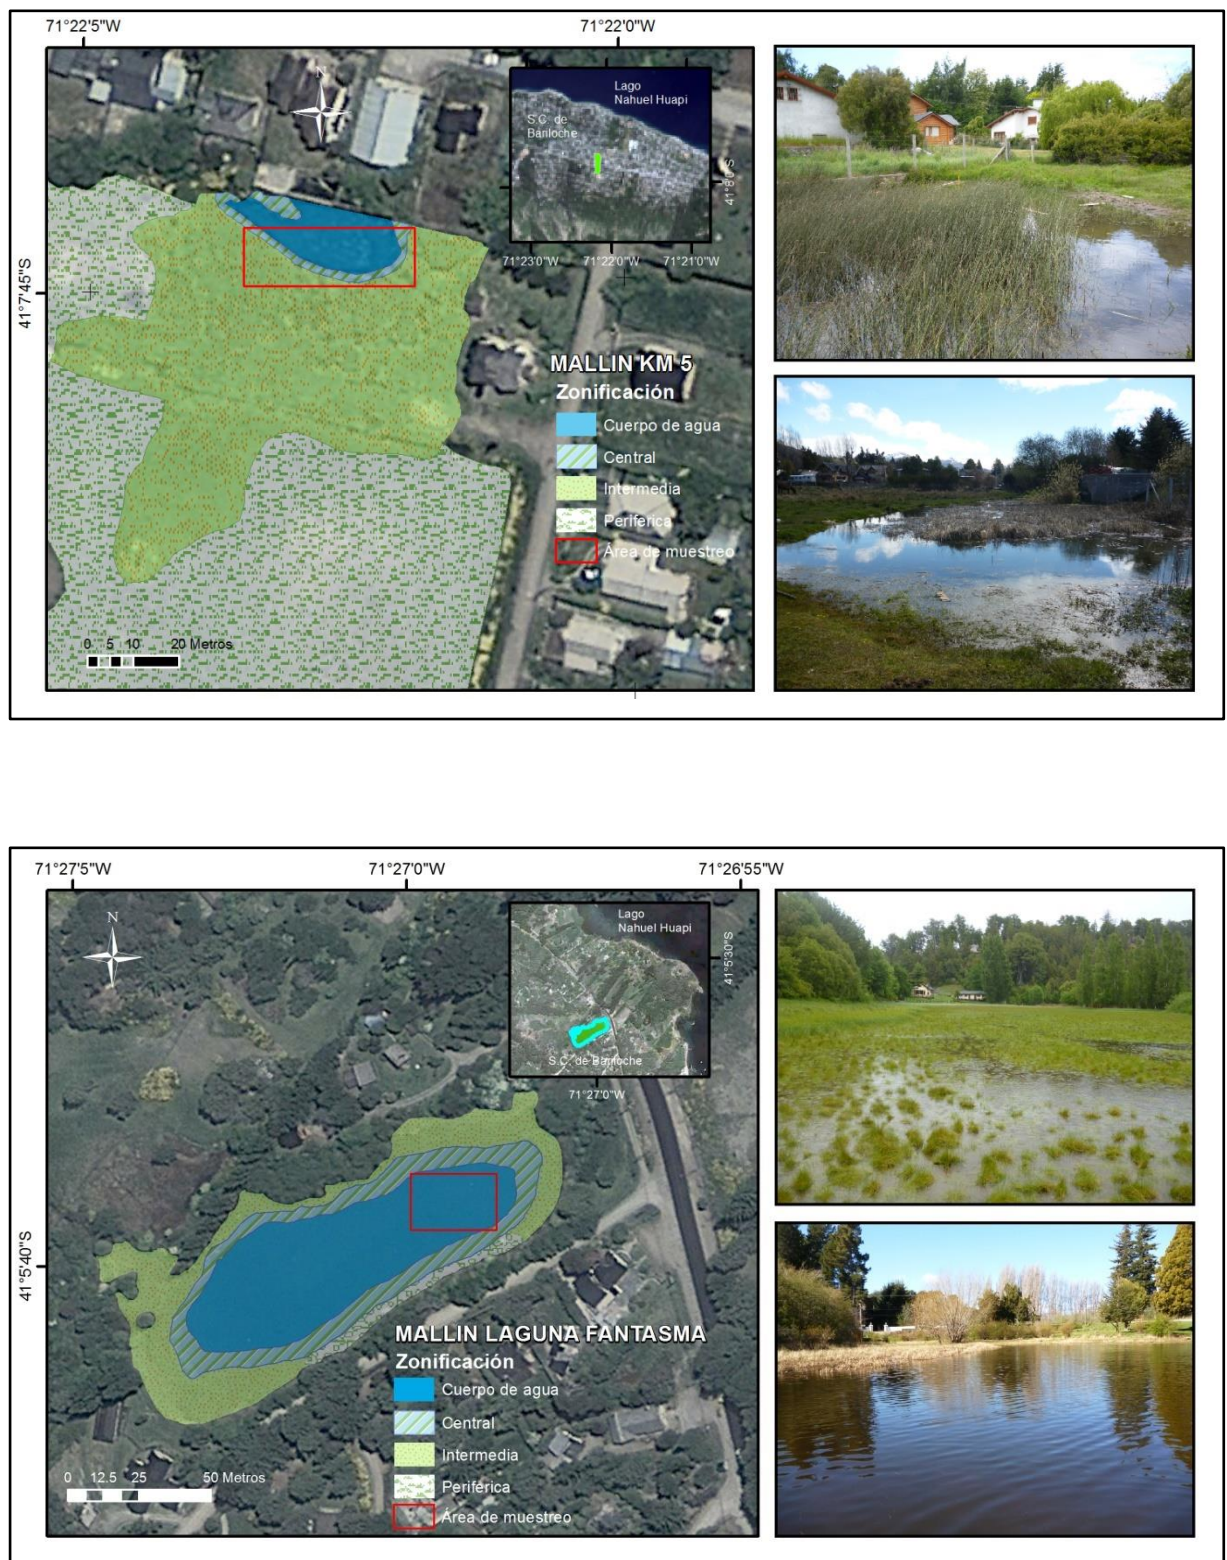 71°22'5"W
71°22'0"W
N
Lago
Nahuel Huapi
S.C. de
Bariloche
41°8'0"S
71°23'0"W
71°22'0"W
71°21'0"W
41°7'45"S
MALLIN KM 5
Zonificación
Cuerpo de agua
Central
Intermedia
Periférica
Área de muestreo
0 5 10 20 Metros
71°27'5"W
71°27'0"W
71°26'55"W
N
Lago
Nahuel Huapi
41°5'30"S
S.C. de Bariloche
71°27'0"W
41°5'40"S
MALLIN LAGUNA FANTASMA
Zonificación
Cuerpo de agua
Central
Intermedia
Periférica
Área de muestreo
0 12.5 25 50 Metros